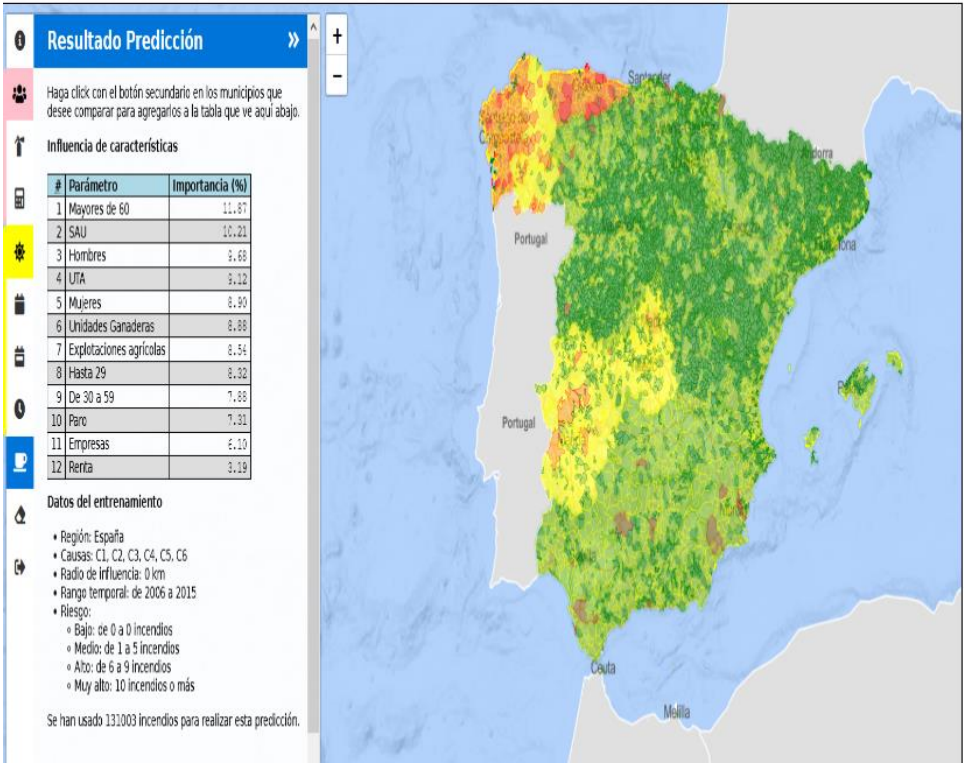 Resultado Predicción »
Haga click con el botón secundario en los municipios que
desee comparar para agregarlos a la tabla que ve aquí abajo.
Influencia de características
# Parámetro Importancia (%)
1 Mayores de 60 11.87
2 SAU 10.21
3 Hombres 9.68
4 UTA 9.12
5 Mujeres 8.90
6 Unidades Ganaderas 8.88
7 Explotaciones agrícolas 8.54
8 Hasta 29 8.32
9 De 30 a 59 7.88
10 Paro 7.31
11 Empresas 6.10
12 Renta 3.19
Datos del entrenamiento
• Región: España
• Causas: C1, C2, C3, C4, C5, C6
• Radio de influencia: 0 km
• Rango temporal: de 2006 a 2015
• Riesgo:
◦ Bajo: de 0 a 0 incendios
◦ Medio: de 1 a 5 incendios
◦ Alto: de 6 a 9 incendios
◦ Muy alto: 10 incendios o más
Se han usado 131003 incendios para realizar esta predicción.
+
−
Santander
Andorra
Portugal
Portugal
Ceuta
Melilla